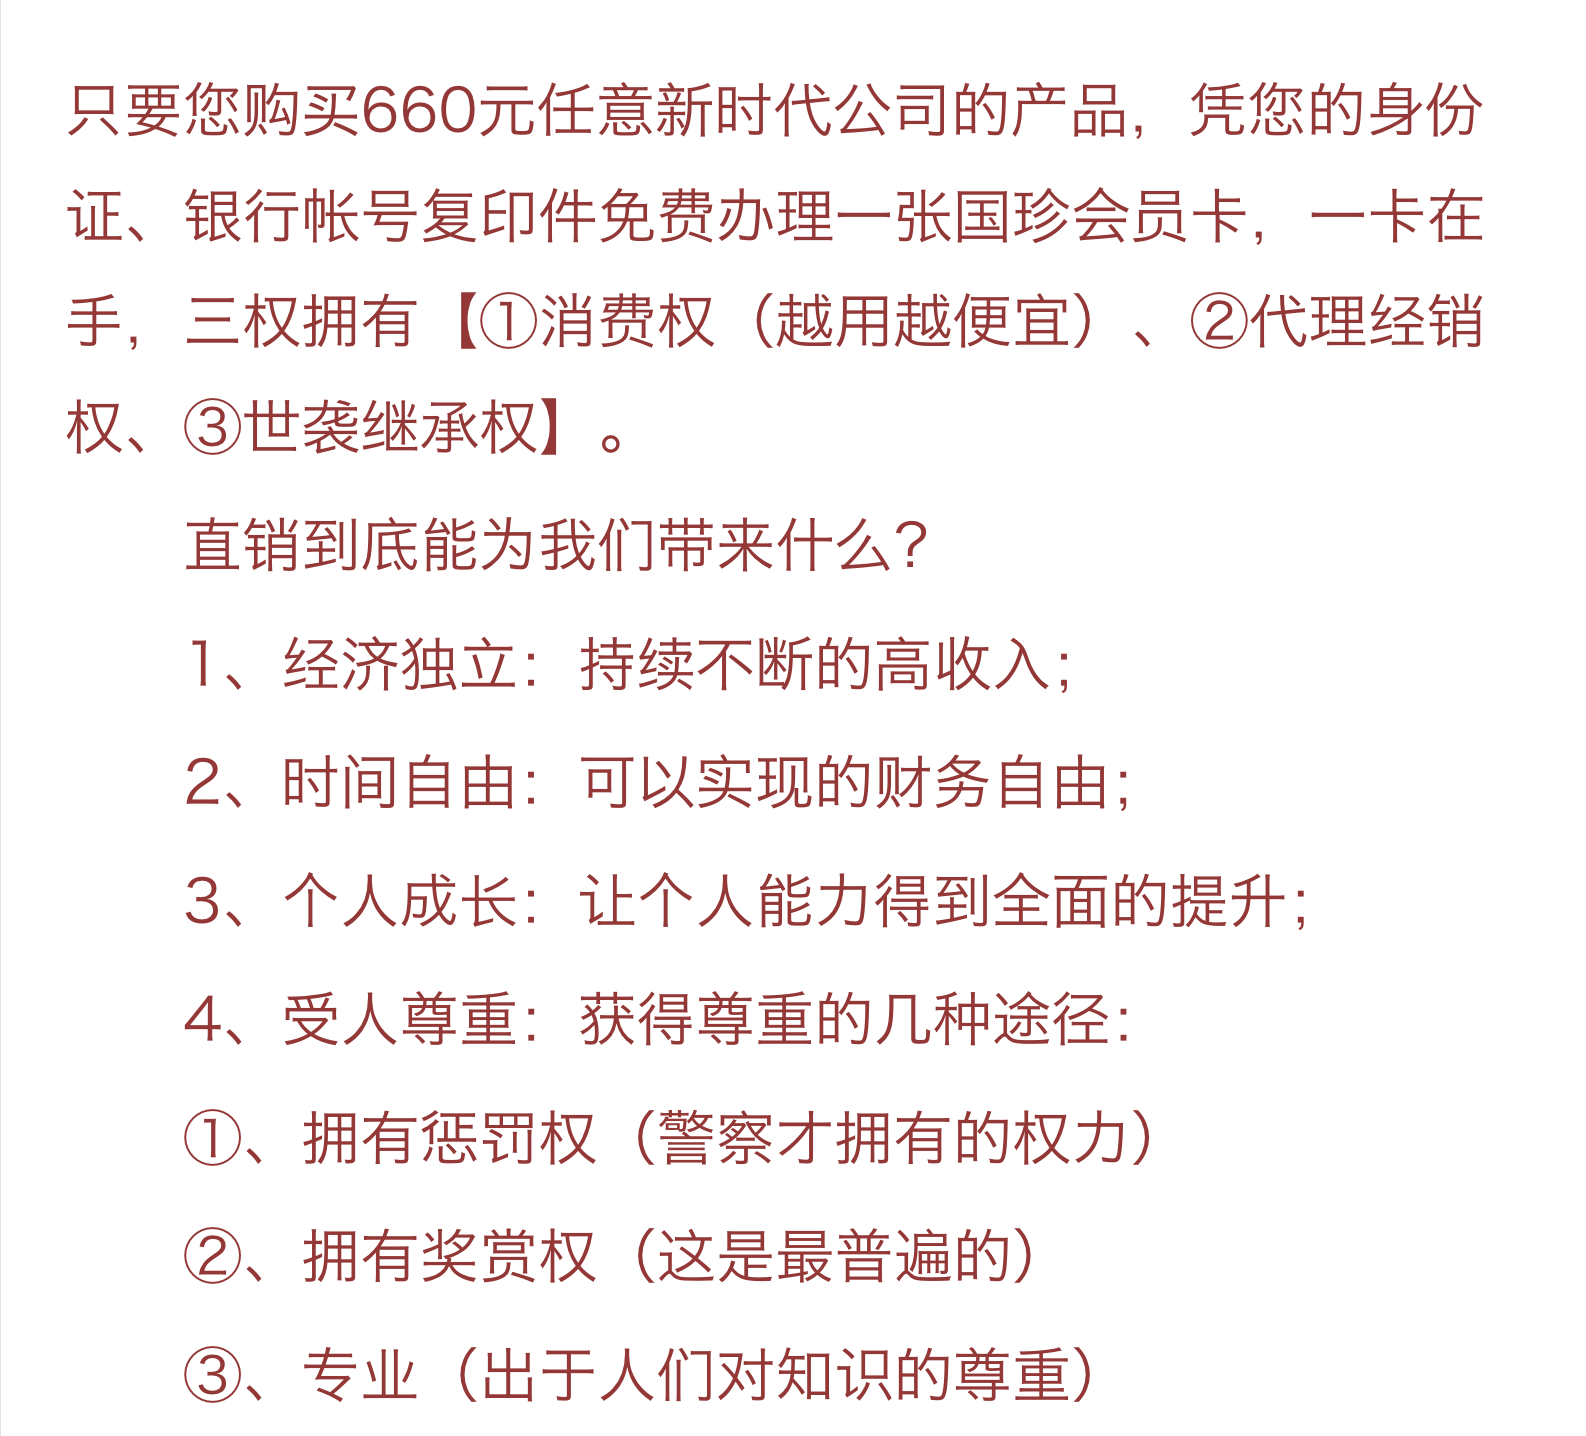 只要您购买660元任意新时代公司的产品，凭您的身份
证、银行帐号复印件免费办理一张国珍会员卡，一卡在
手，三权拥有【①消费权（越用越便宜）、②代理经销
权、③世袭继承权】。
直销到底能为我们带来什么？
1、经济独立：持续不断的高收入；
2、时间自由：可以实现的财务自由；
3、个人成长：让个人能力得到全面的提升；
4、受人尊重：获得尊重的几种途径：
①、拥有惩罚权（警察才拥有的权力）
②、拥有奖赏权（这是最普遍的）
③、专业（出于人们对知识的尊重）